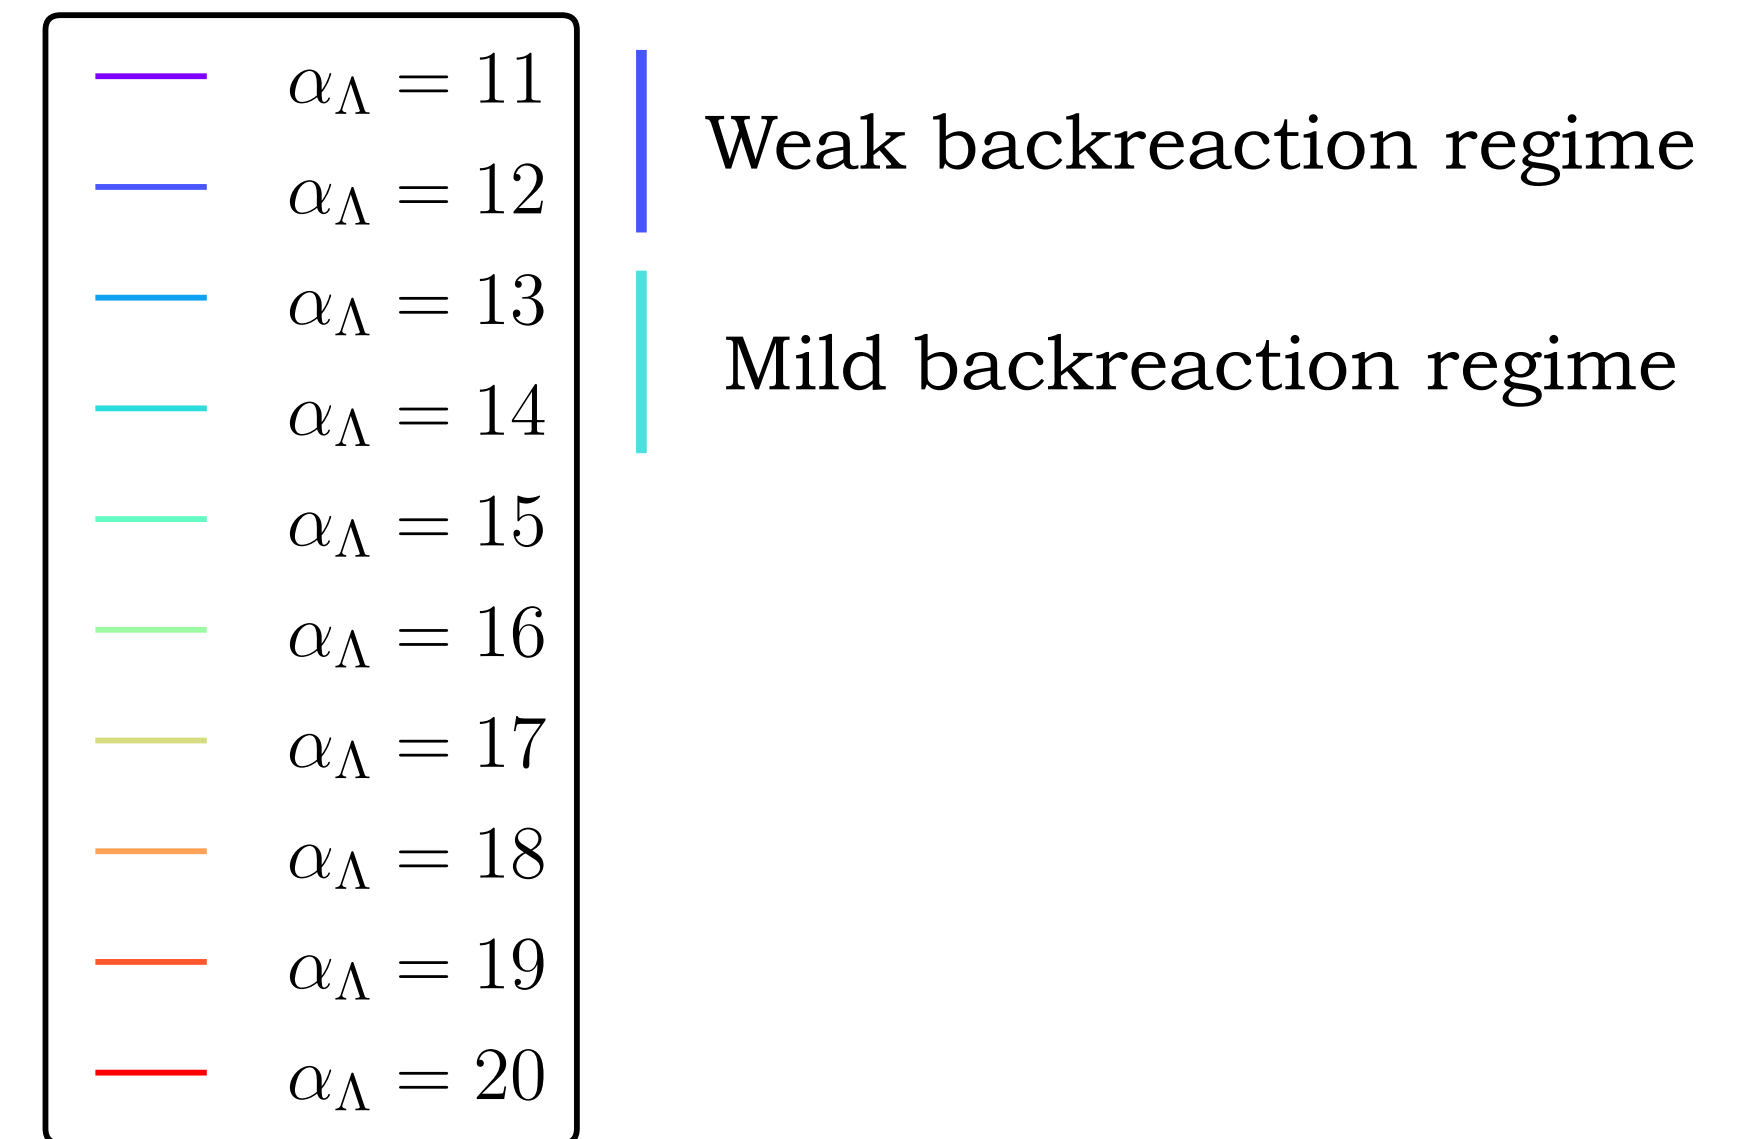 α_Λ = 11
α_Λ = 12
Weak backreaction regime
α_Λ = 13
α_Λ = 14
Mild backreaction regime
α_Λ = 15
α_Λ = 16
α_Λ = 17
α_Λ = 18
α_Λ = 19
α_Λ = 20